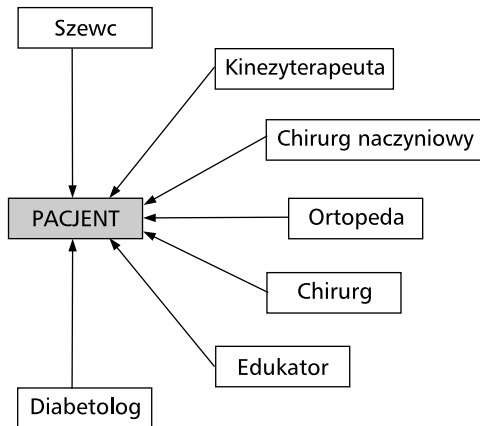 Szewc
Kinezyterapeuta
Chirurg naczyniowy
PACJENT
Ortopeda
Chirurg
Edukator
Diabetolog